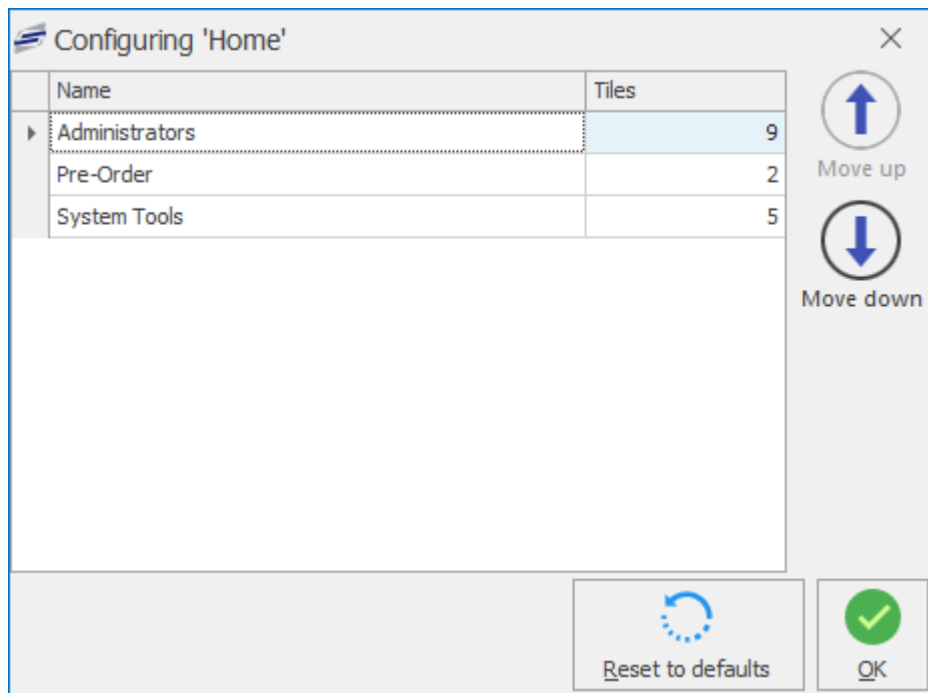 Configuring 'Home'
Name Tiles
Administrators 9
Pre-Order 2
System Tools 5
Move up
Move down
Reset to defaults
OK